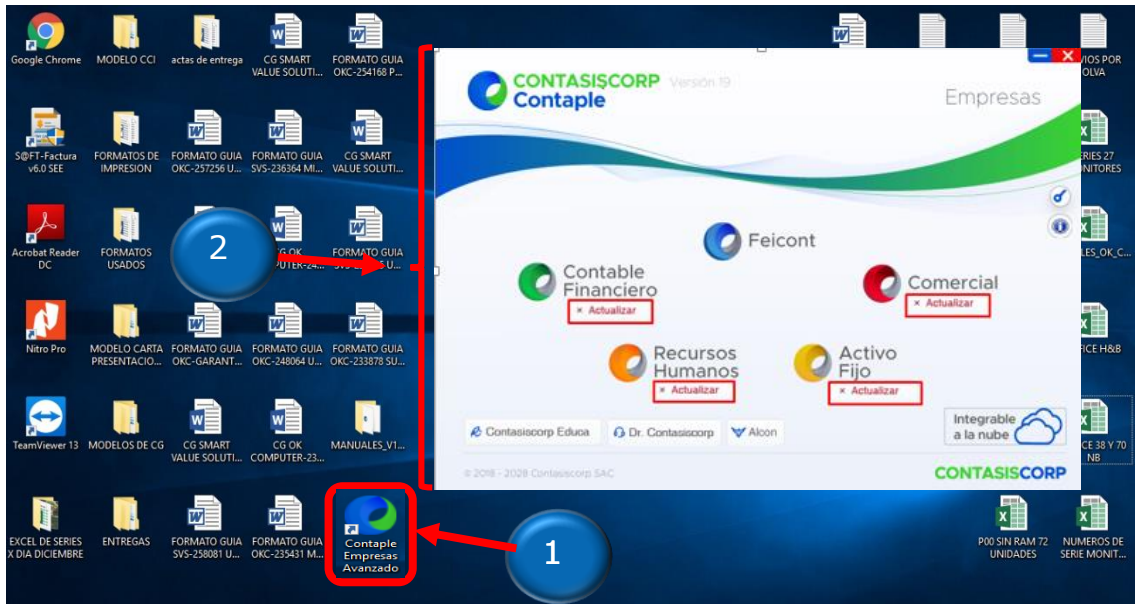 Google Chrome
MODELO CCI
actas de entrega
CG SMART
VALUE SOLUTI...
FORMATO GUIA
OKC-254168 P...
S@FT-Factura
v6.0 SEE
FORMATOS DE
IMPRESION
FORMATO GUIA
OKC-257256 U...
FORMATO GUIA
SVS-236364 MI...
CG SMART
VALUE SOLUTI...
Acrobat Reader
DC
FORMATOS
USADOS
FORMATO GUIA
Nitro Pro
MODELO CARTA
PRESENTACIO...
FORMATO GUIA
OKC-GARANT...
FORMATO GUIA
OKC-248064 U...
FORMATO GUIA
OKC-233878 SU...
TeamViewer 13
MODELOS DE CG
CG SMART
VALUE SOLUTI...
CG OK
COMPUTER-23...
MANUALES_V1...
EXCEL DE SERIES
X DIA DICIEMBRE
ENTREGAS
FORMATO GUIA
SVS-258081 U...
FORMATO GUIA
OKC-235431 M...
Contaple
Empresas
Avanzado
2
1
CONTASISCORP Versión 19
Contaple
Empresas
Feicont
Contable
Financiero
× Actualizar
Comercial
× Actualizar
Recursos
Humanos
× Actualizar
Activo
Fijo
× Actualizar
Contasiscorp Educa
Dr. Contasiscorp
Alcon
Integrable
a la nube
© 2018 - 2028 Contasiscorp SAC
CONTASISCORP
IOS POR
OLVA
ERIES 27
NITORES
LES_OK_C...
ICE H&B
CE 38 Y 70
NB
P00 SIN RAM 72
UNIDADES
NUMEROS DE
SERIE MONIT...